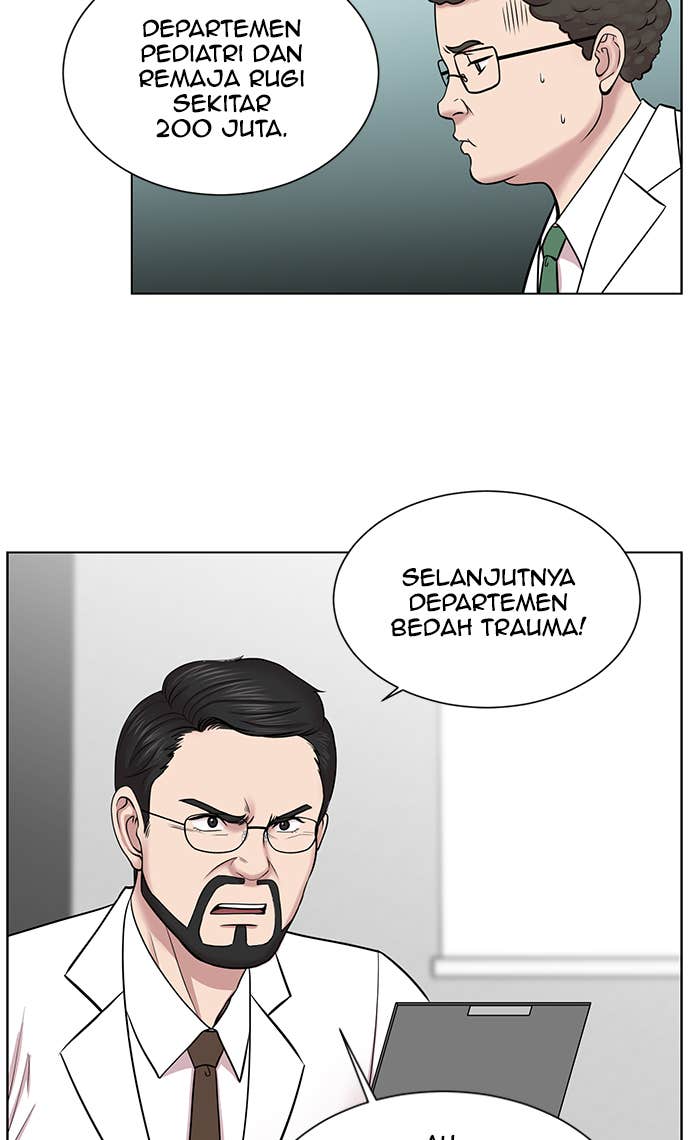 DEPARTEMEN
PEDIATRI DAN
REMAJA RUGI
SEKITAR
200 JUTA.
SELANJUTNYA
DEPARTEMEN
BEDAH TRAUMA!